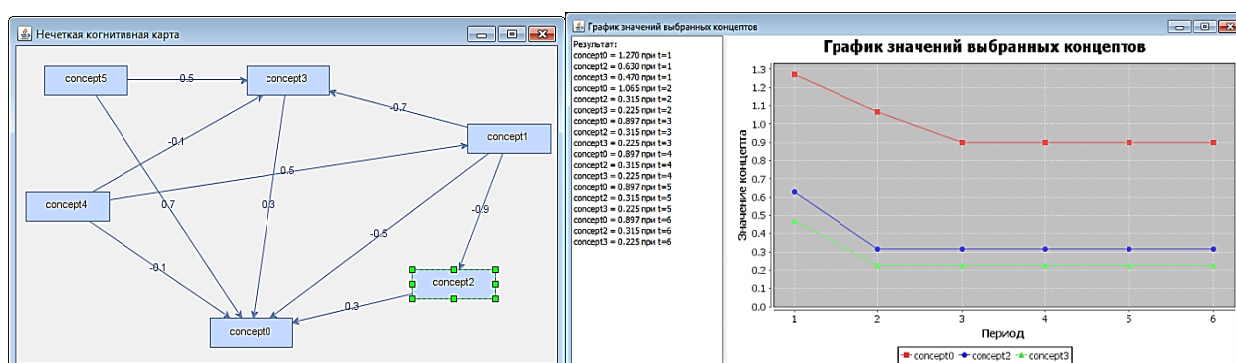 Нечеткая когнитивная карта
concept5
0.5
concept3
-0.7
concept1
-0.1
0.5
concept4
0.7
0.3
-0.5
-0.9
-0.1
concept2
0.3
concept0
График значений выбранных концептов
Результат:
concept0 = 1.270 при t=1
concept2 = 0.630 при t=1
concept3 = 0.470 при t=1
concept0 = 1.065 при t=2
concept2 = 0.315 при t=2
concept3 = 0.225 при t=2
concept0 = 0.897 при t=3
concept2 = 0.315 при t=3
concept3 = 0.225 при t=3
concept0 = 0.897 при t=4
concept2 = 0.315 при t=4
concept3 = 0.225 при t=4
concept0 = 0.897 при t=5
concept2 = 0.315 при t=5
concept3 = 0.225 при t=5
concept0 = 0.897 при t=6
concept2 = 0.315 при t=6
concept3 = 0.225 при t=6
График значений выбранных концептов
Значение концепта
1.3
1.2
1.1
1.0
0.9
0.8
0.7
0.6
0.5
0.4
0.3
0.2
0.1
0.0
1 2 3 4 5 6
Период
concept0 concept2 concept3